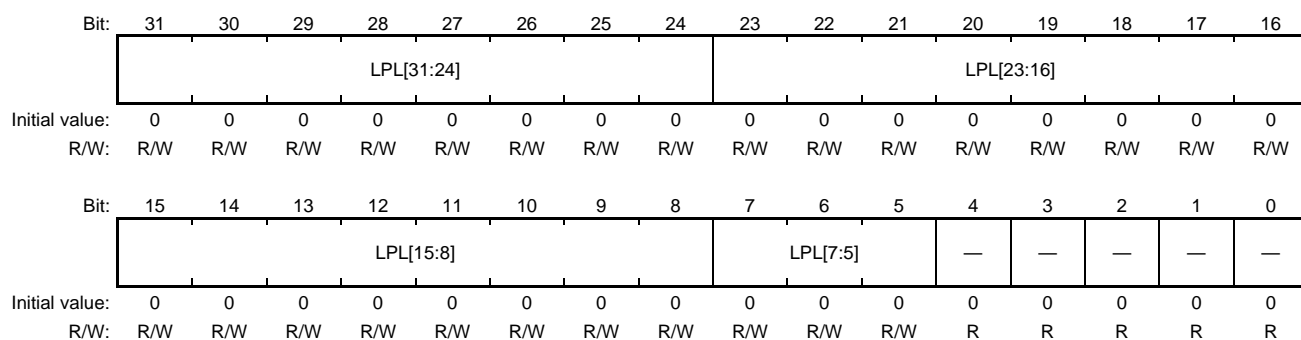 Bit: 31 30 29 28 27 26 25 24 23 22 21 20 19 18 17 16
LPL[31:24] LPL[23:16]
Initial value: 0 0 0 0 0 0 0 0 0 0 0 0 0 0 0 0
R/W: R/W R/W R/W R/W R/W R/W R/W R/W R/W R/W R/W R/W R/W R/W R/W R/W
Bit: 15 14 13 12 11 10 9 8 7 6 5 4 3 2 1 0
LPL[15:8] LPL[7:5] — — — — —
Initial value: 0 0 0 0 0 0 0 0 0 0 0 0 0 0 0 0
R/W: R/W R/W R/W R/W R/W R/W R/W R/W R/W R/W R/W R R R R R